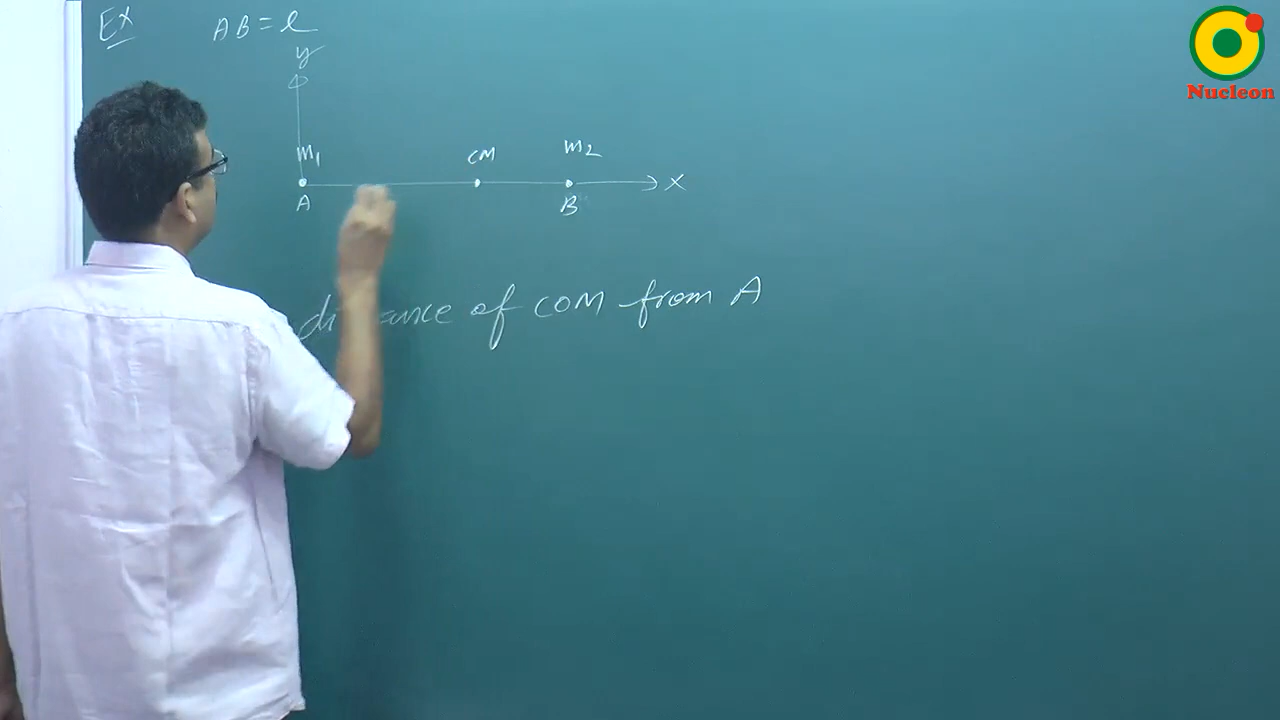 Ex AB = l
y
m1 CM m2
A B X
of COM from A
Nucleon